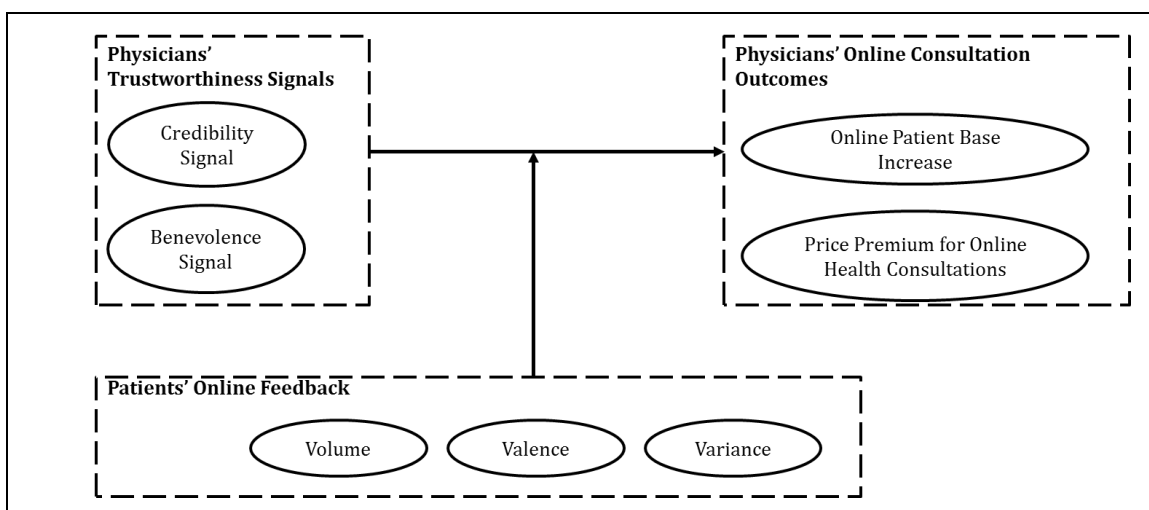 Physicians’
Trustworthiness Signals
Credibility
Signal
Benevolence
Signal
Physicians’ Online Consultation
Outcomes
Online Patient Base
Increase
Price Premium for Online
Health Consultations
Patients’ Online Feedback
Volume
Valence
Variance